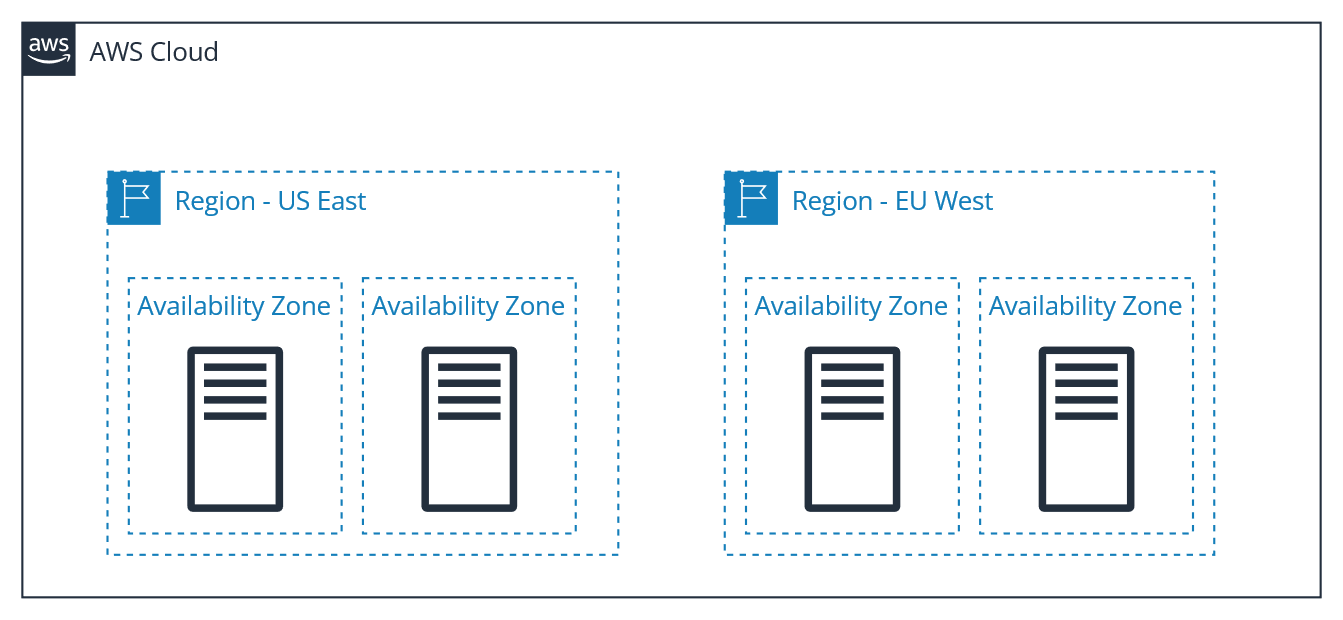 aws
AWS Cloud
Region - US East
Availability Zone
Availability Zone
Region - EU West
Availability Zone
Availability Zone